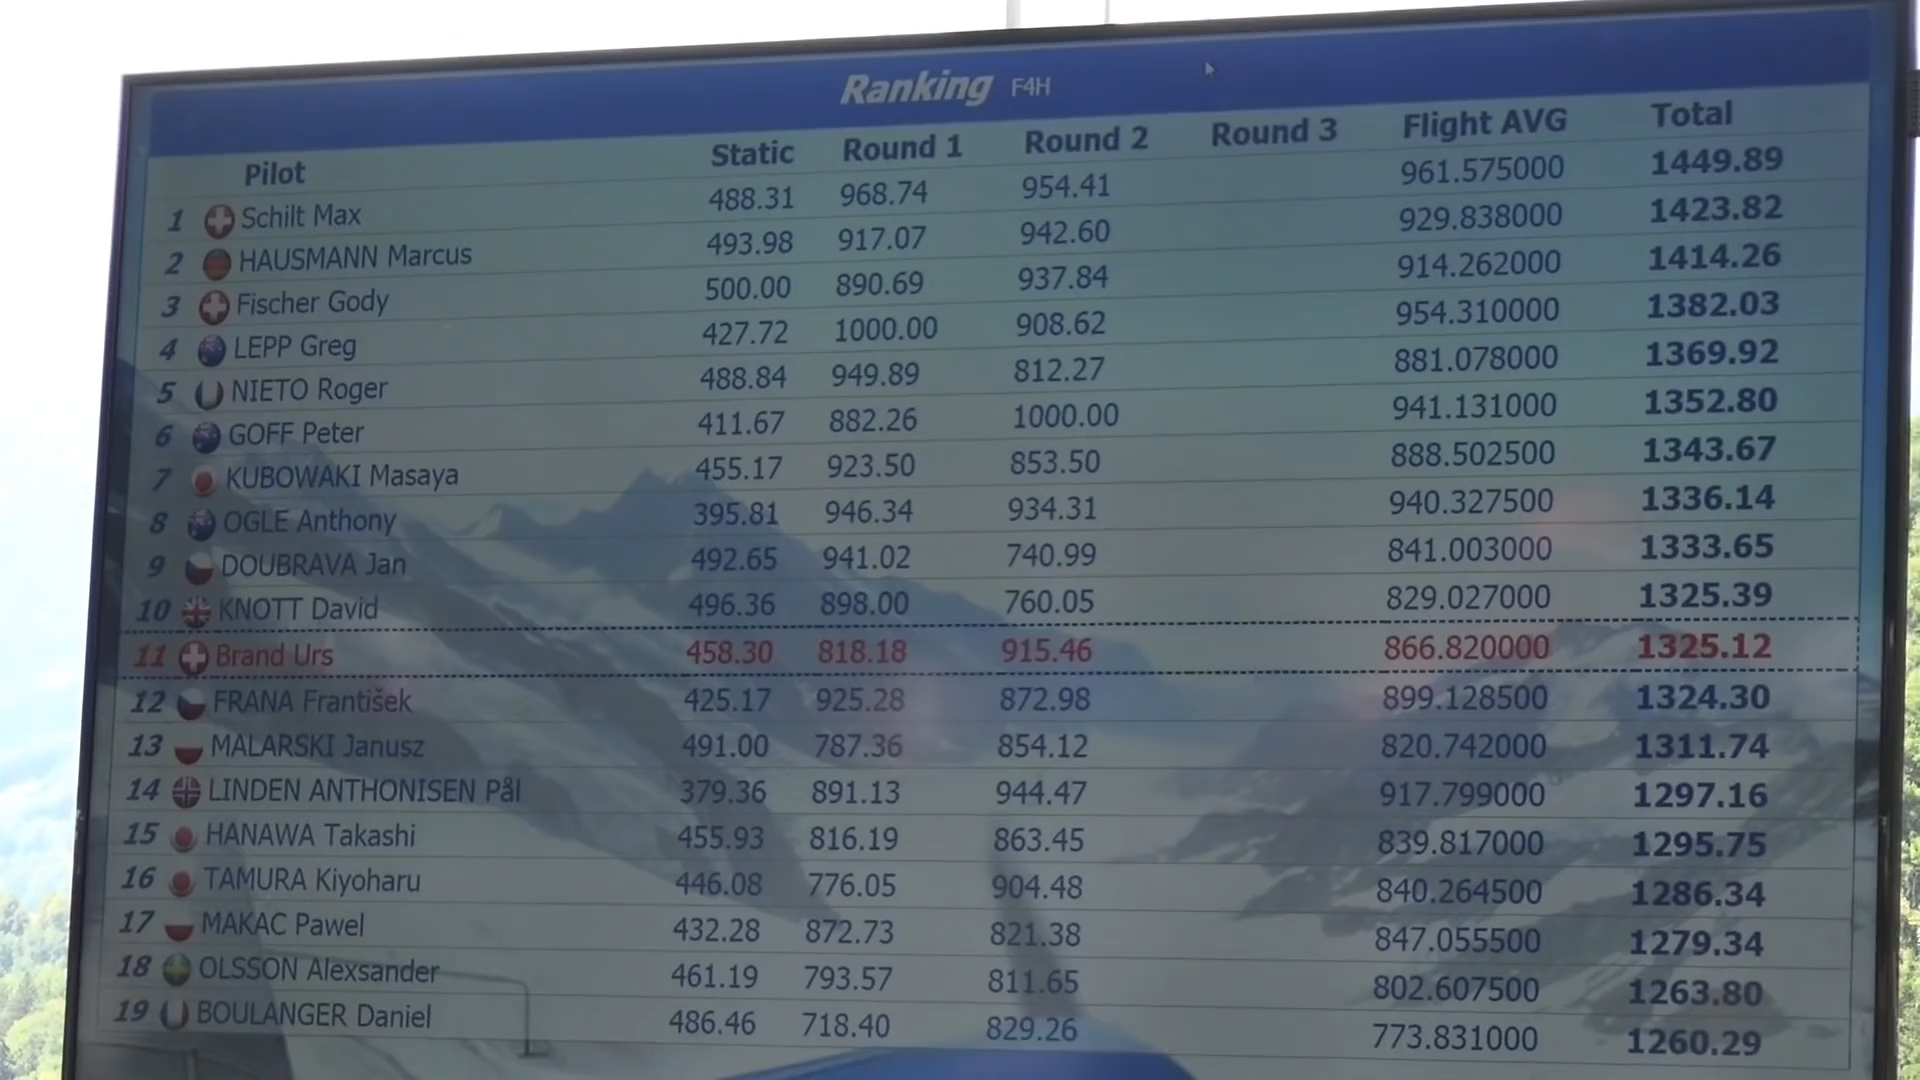 Ranking F4H
Pilot Static Round 1 Round 2 Round 3 Flight AVG Total
1 Schilt Max 488.31 968.74 954.41 961.575000 1449.89
2 HAUSMANN Marcus 493.98 917.07 942.60 929.838000 1423.82
3 Fischer Gody 500.00 890.69 937.84 914.262000 1414.26
4 LEPP Greg 427.72 1000.00 908.62 954.310000 1382.03
5 NIETO Roger 488.84 949.89 812.27 881.078000 1369.92
6 GOFF Peter 411.67 882.26 1000.00 941.131000 1352.80
7 KUBOWAKI Masaya 455.17 923.50 853.50 888.502500 1343.67
8 OGLE Anthony 395.81 946.34 934.31 940.327500 1336.14
9 DOUBRAVA Jan 492.65 941.02 740.99 841.003000 1333.65
10 KNOTT David 496.36 898.00 760.05 829.027000 1325.39
11 Brand Urs 458.30 818.18 915.46 866.820000 1325.12
12 FRANA František 425.17 925.28 872.98 899.128500 1324.30
13 MALARSKI Janusz 491.00 787.36 854.12 820.742000 1311.74
14 LINDEN ANTHONISEN Pål 379.36 891.13 944.47 917.799000 1297.16
15 HANAWA Takashi 455.93 816.19 863.45 839.817000 1295.75
16 TAMURA Kiyoharu 446.08 776.05 904.48 840.264500 1286.34
17 MAKAC Pawel 432.28 872.73 821.38 847.055500 1279.34
18 OLSSON Alexsander 461.19 793.57 811.65 802.607500 1263.80
19 BOULANGER Daniel 486.46 718.40 829.26 773.831000 1260.29